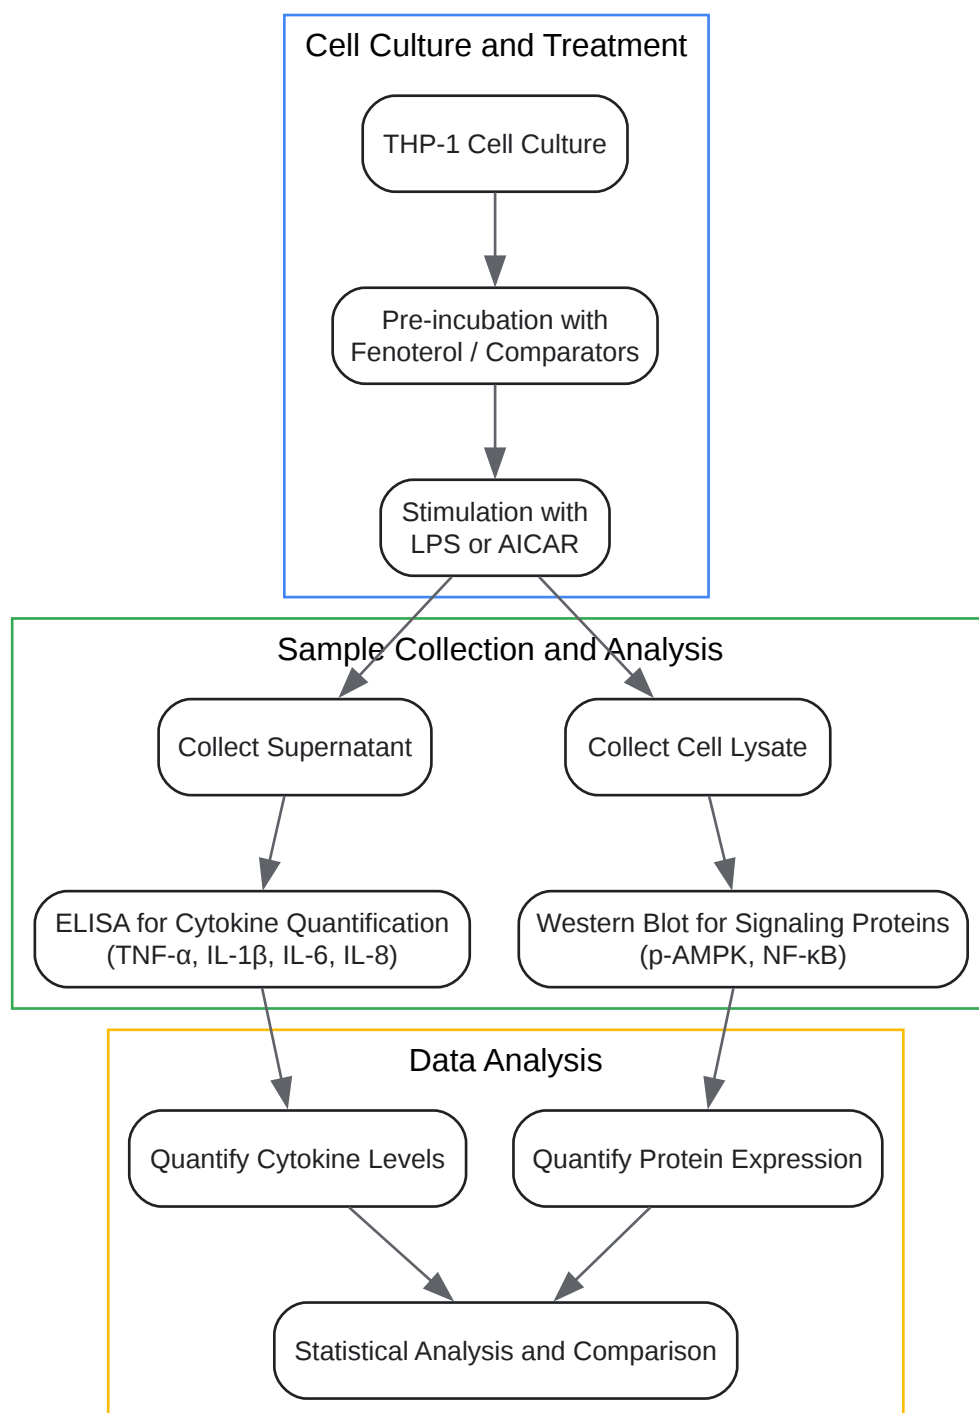 Cell Culture and Treatment
THP-1 Cell Culture
Pre-incubation with
Fenoterol / Comparators
Stimulation with
LPS or AICAR
Sample Collection and Analysis
Collect Supernatant
Collect Cell Lysate
ELISA for Cytokine Quantification
(TNF-α, IL-1β, IL-6, IL-8)
Western Blot for Signaling Proteins
(p-AMPK, NF-κB)
Data Analysis
Quantify Cytokine Levels
Quantify Protein Expression
Statistical Analysis and Comparison